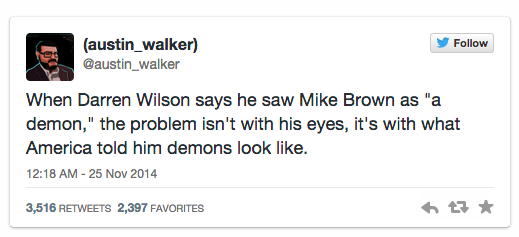 (austin_walker)
@austin_walker
Follow
When Darren Wilson says he saw Mike Brown as "a
demon," the problem isn't with his eyes, it's with what
America told him demons look like.
12:18 AM - 25 Nov 2014
3,516 RETWEETS 2,397 FAVORITES